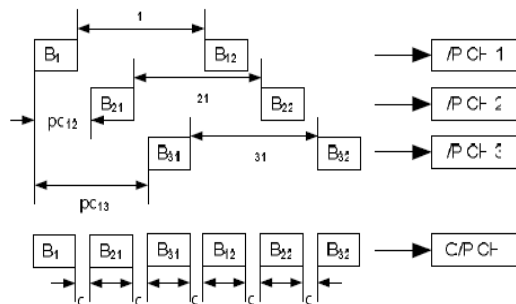 1
B1 B12 /P CH 1
B21 21 B22 /P CH 2
pc12
B31 31 B32 /P CH 3
pc13
B1 B21 B31 B12 B22 B32 C/P CH
c c c c c